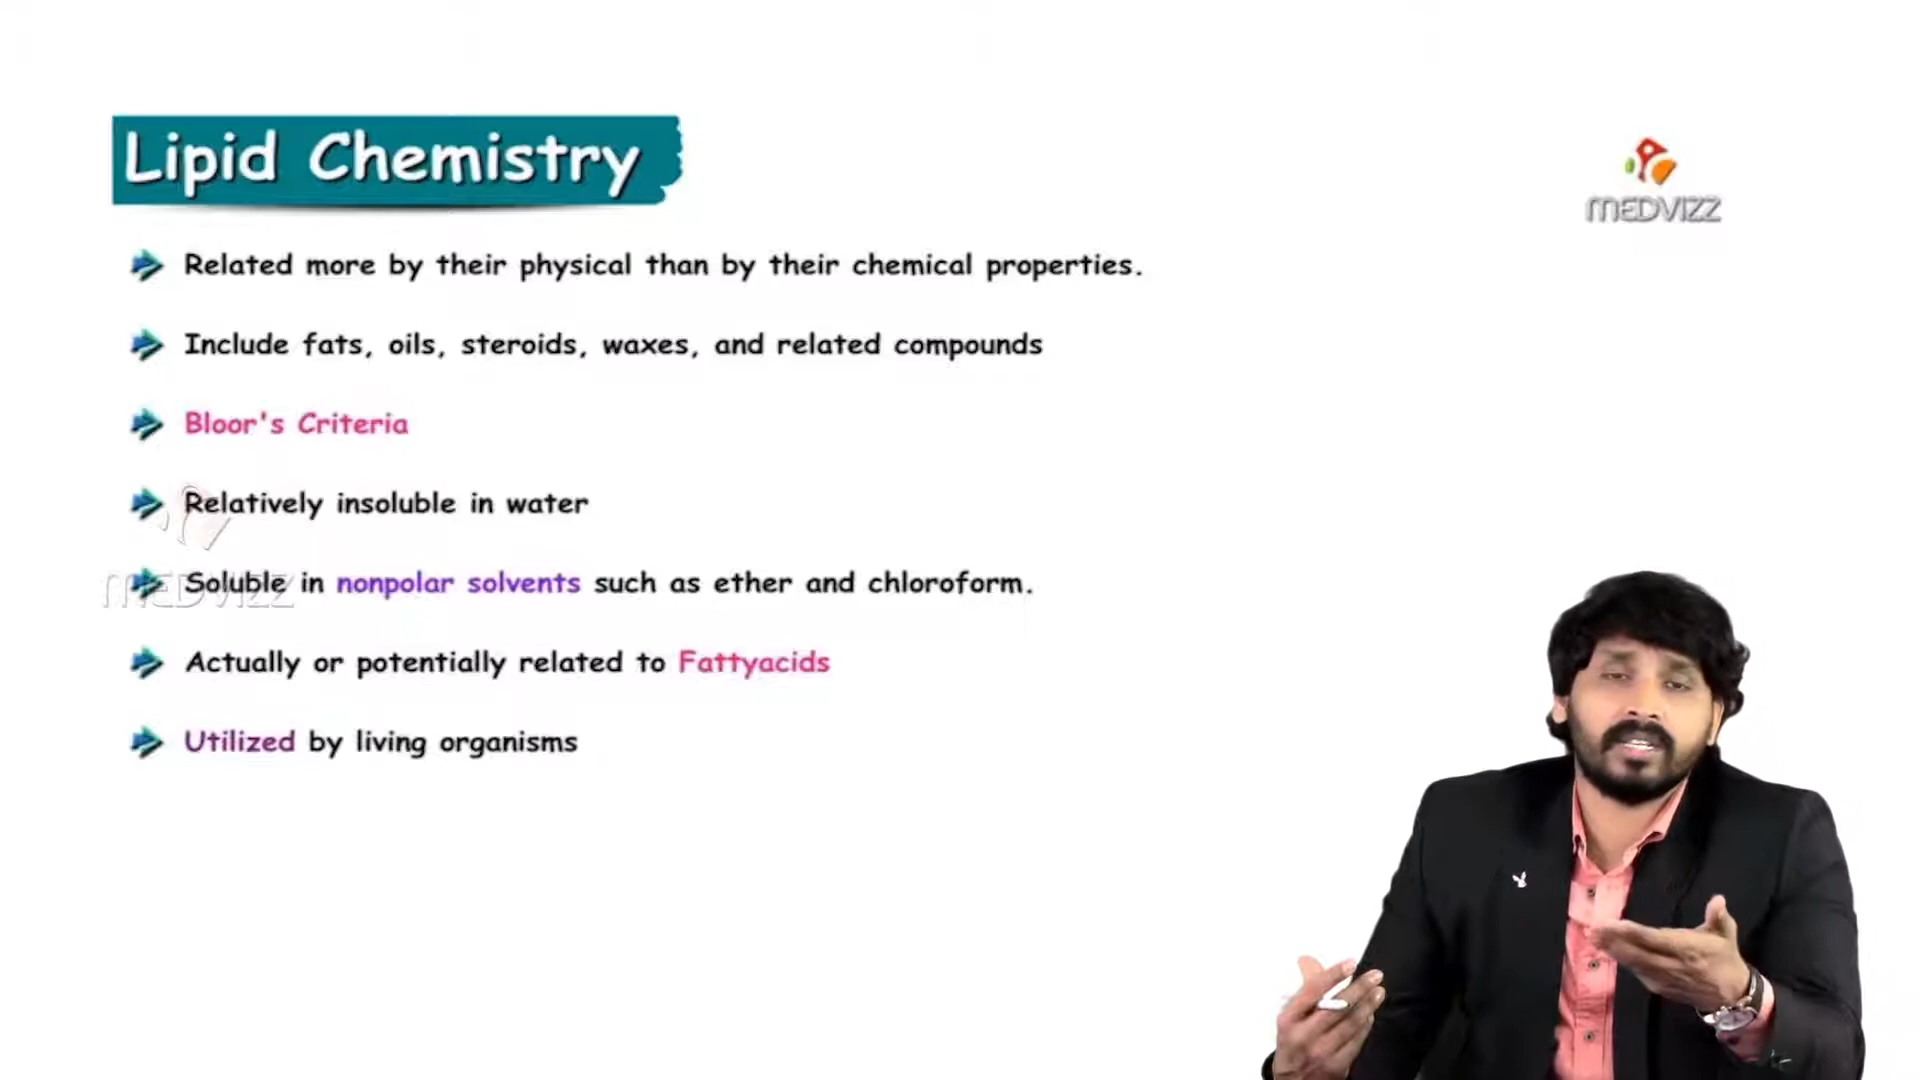 Lipid Chemistry
MEDVIZZ
Related more by their physical than by their chemical properties.
Include fats, oils, steroids, waxes, and related compounds
Bloor's Criteria
Relatively insoluble in water
Soluble in nonpolar solvents such as ether and chloroform.
MEDVIZZ
Actually or potentially related to Fattyacids
Utilized by living organisms